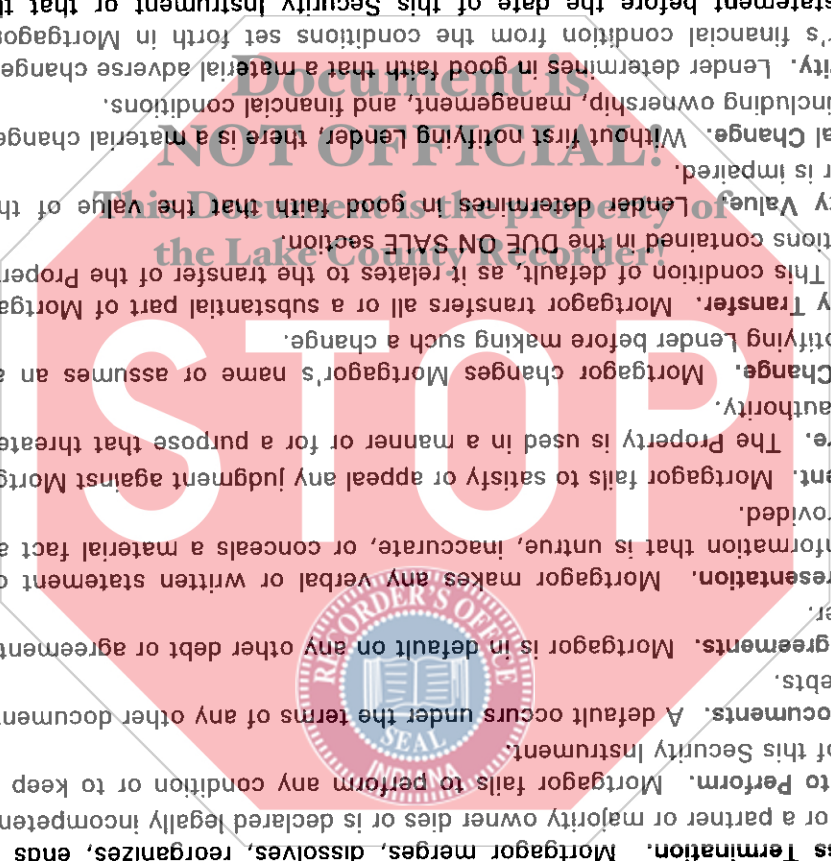 s Termination. Mortgagor merges, dissolves, reorganizes, ends
or a partner or majority owner dies or is declared legally incompeten
to Perform. Mortgagor fails to perform any condition or to keep
of this Security Instrument.
ocuments. A default occurs under the terms of any other documen
ebts.
greements. Mortgagor is in default on any other debt or agreement
er.
resentation. Mortgagor makes any verbal or written statement o
nformation that is untrue, inaccurate, or conceals a material fact a
rovided.
ent. Mortgagor fails to satisfy or appeal any judgment against Mortg
re. The Property is used in a manner or for a purpose that threate
authority.
Change. Mortgagor changes Mortgagor's name or assumes an a
otifying Lender before making such a change.
y Transfer. Mortgagor transfers all or a substantial part of Mortga
This condition of default, as it relates to the transfer of the Proper
tions contained in the DUE ON SALE section.
ty Value. Lender determines in good faith that the value of th
r is impaired.
al Change. Without first notifying Lender, there is a material change
including ownership, management, and financial conditions.
rity. Lender determines in good faith that a material adverse change
r's financial condition from the conditions set forth in Mortgagor
statement before the date of this Security Instrument or that th
Document is
NOT OFFICIAL!
This Document is the property of
the Lake County Recorder!
STOP
RECORDER'S OFFICE
SEAL
INDIANA